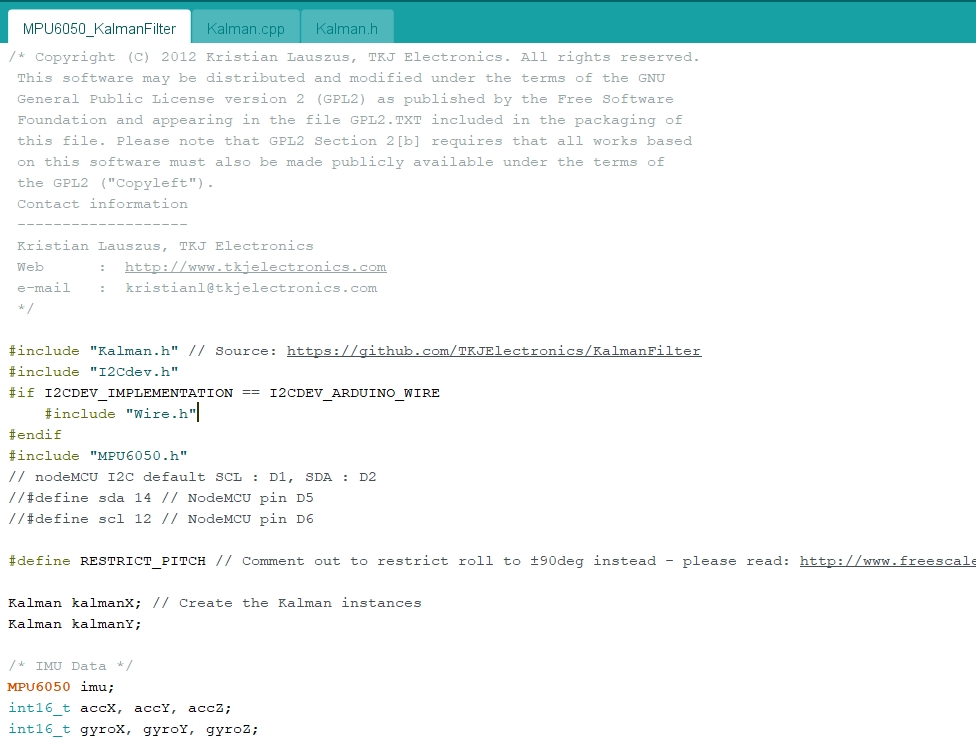 MPU6050_KalmanFilter Kalman.cpp Kalman.h
/* Copyright (C) 2012 Kristian Lauszus, TKJ Electronics. All rights reserved.
This software may be distributed and modified under the terms of the GNU
General Public License version 2 (GPL2) as published by the Free Software
Foundation and appearing in the file GPL2.TXT included in the packaging of
this file. Please note that GPL2 Section 2[b] requires that all works based
on this software must also be made publicly available under the terms of
the GPL2 ("Copyleft").
Contact information
-------------------
Kristian Lauszus, TKJ Electronics
Web      :  http://www.tkjelectronics.com
e-mail   :  kristianl@tkjelectronics.com
*/
#include "Kalman.h" // Source: https://github.com/TKJElectronics/KalmanFilter
#include "I2Cdev.h"
#if I2CDEV_IMPLEMENTATION == I2CDEV_ARDUINO_WIRE
#include "Wire.h"
#endif
#include "MPU6050.h"
// nodeMCU I2C default SCL : D1, SDA : D2
//#define sda 14 // NodeMCU pin D5
//#define scl 12 // NodeMCU pin D6
#define RESTRICT_PITCH // Comment out to restrict roll to ±90deg instead - please read: http://www.freescale
Kalman kalmanX; // Create the Kalman instances
Kalman kalmanY;
/* IMU Data */
MPU6050 imu;
int16_t accX, accY, accZ;
int16_t gyroX, gyroY, gyroZ;